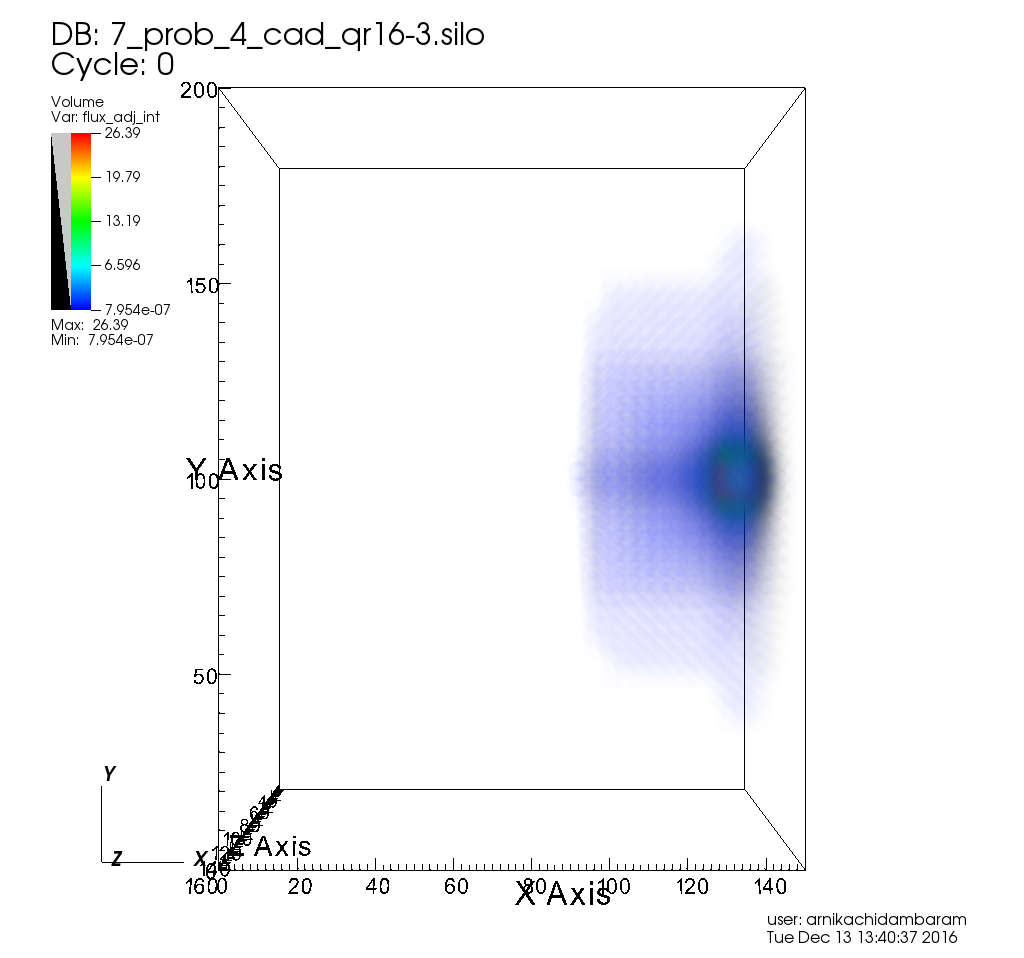 DB: 7_prob_4_cad_qr16-3.silo
Cycle: 0
Volume
Var: flux_adj_int
26.39
19.79
13.19
6.596
7.954e-07
Max: 26.39
Min: 7.954e-07
200
150
Y Axis
100
50
Y
Z
X
Axis
160
0
20
40
60
80
100
120
140
X Axis
user: arnikachidambaram
Tue Dec 13 13:40:37 2016